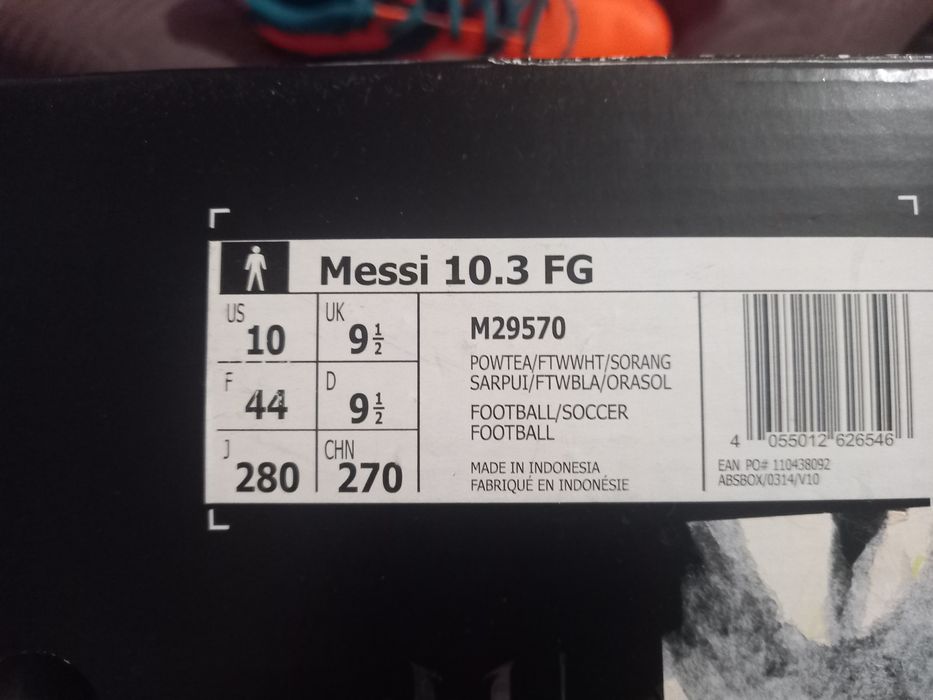 Messi 10.3 FG
US 10
UK 9 1/2
F 44
D 9 1/2
J 280
CHN 270
M29570
POWTEA/FTWWHT/SORANG
SARPUI/FTWBLA/ORASOL
FOOTBALL/SOCCER
FOOTBALL
MADE IN INDONESIA
FABRIQUÉ EN INDONÉSIE
4 055012 626546
EAN PO# 110438092
ABSBOX/0314/V10